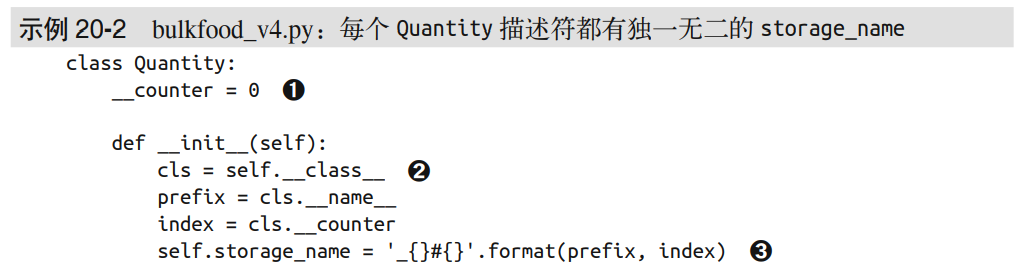 示例 20-2 bulkfood_v4.py：每个 Quantity 描述符都有独一无二的 storage_name
class Quantity:
    __counter = 0 ❶
    def __init__(self):
        cls = self.__class__ ❷
        prefix = cls.__name__
        index = cls.__counter
        self.storage_name = '_{}#{}'.format(prefix, index) ❸